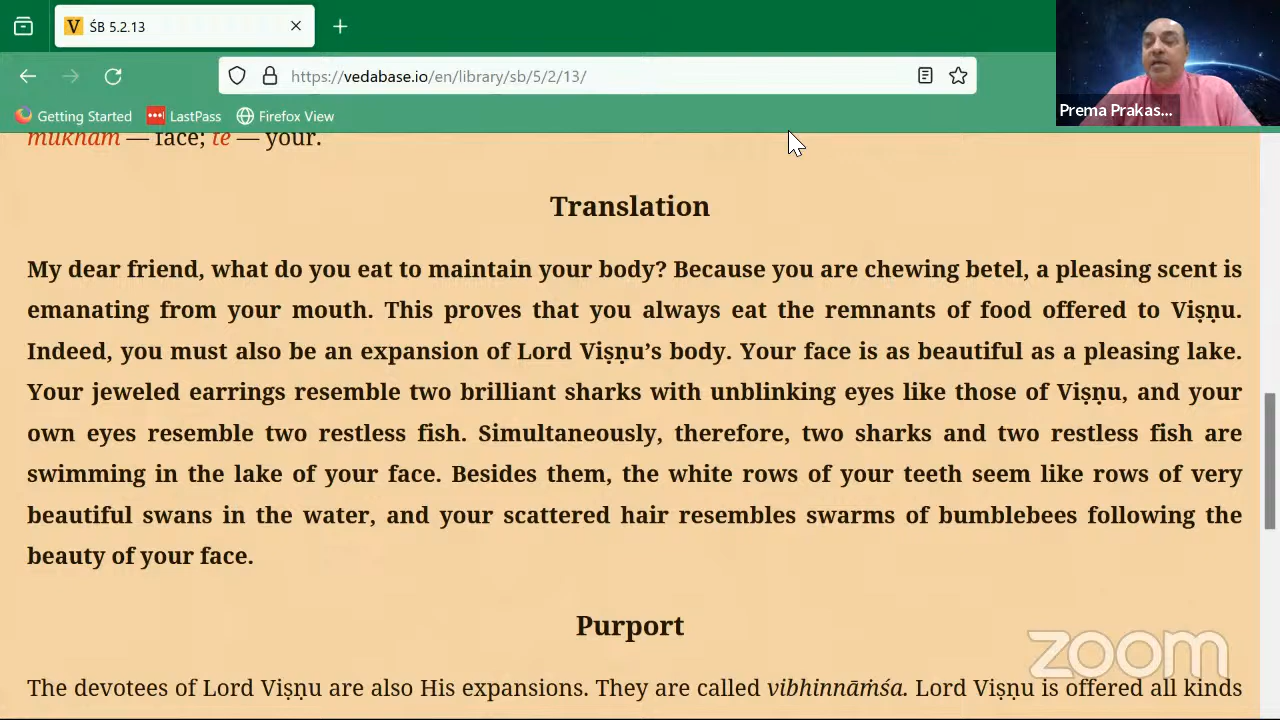 V ŚB 5.2.13
https://vedabase.io/en/library/sb/5/2/13/
Getting Started LastPass Firefox View
Prema Prakas...
mukham — face; te — your.
Translation
My dear friend, what do you eat to maintain your body? Because you are chewing betel, a pleasing scent is
emanating from your mouth. This proves that you always eat the remnants of food offered to Viṣṇu.
Indeed, you must also be an expansion of Lord Viṣṇu’s body. Your face is as beautiful as a pleasing lake.
Your jeweled earrings resemble two brilliant sharks with unblinking eyes like those of Viṣṇu, and your
own eyes resemble two restless fish. Simultaneously, therefore, two sharks and two restless fish are
swimming in the lake of your face. Besides them, the white rows of your teeth seem like rows of very
beautiful swans in the water, and your scattered hair resembles swarms of bumblebees following the
beauty of your face.
Purport
zoom
The devotees of Lord Viṣṇu are also His expansions. They are called vibhinnāṁśa. Lord Viṣṇu is offered all kinds